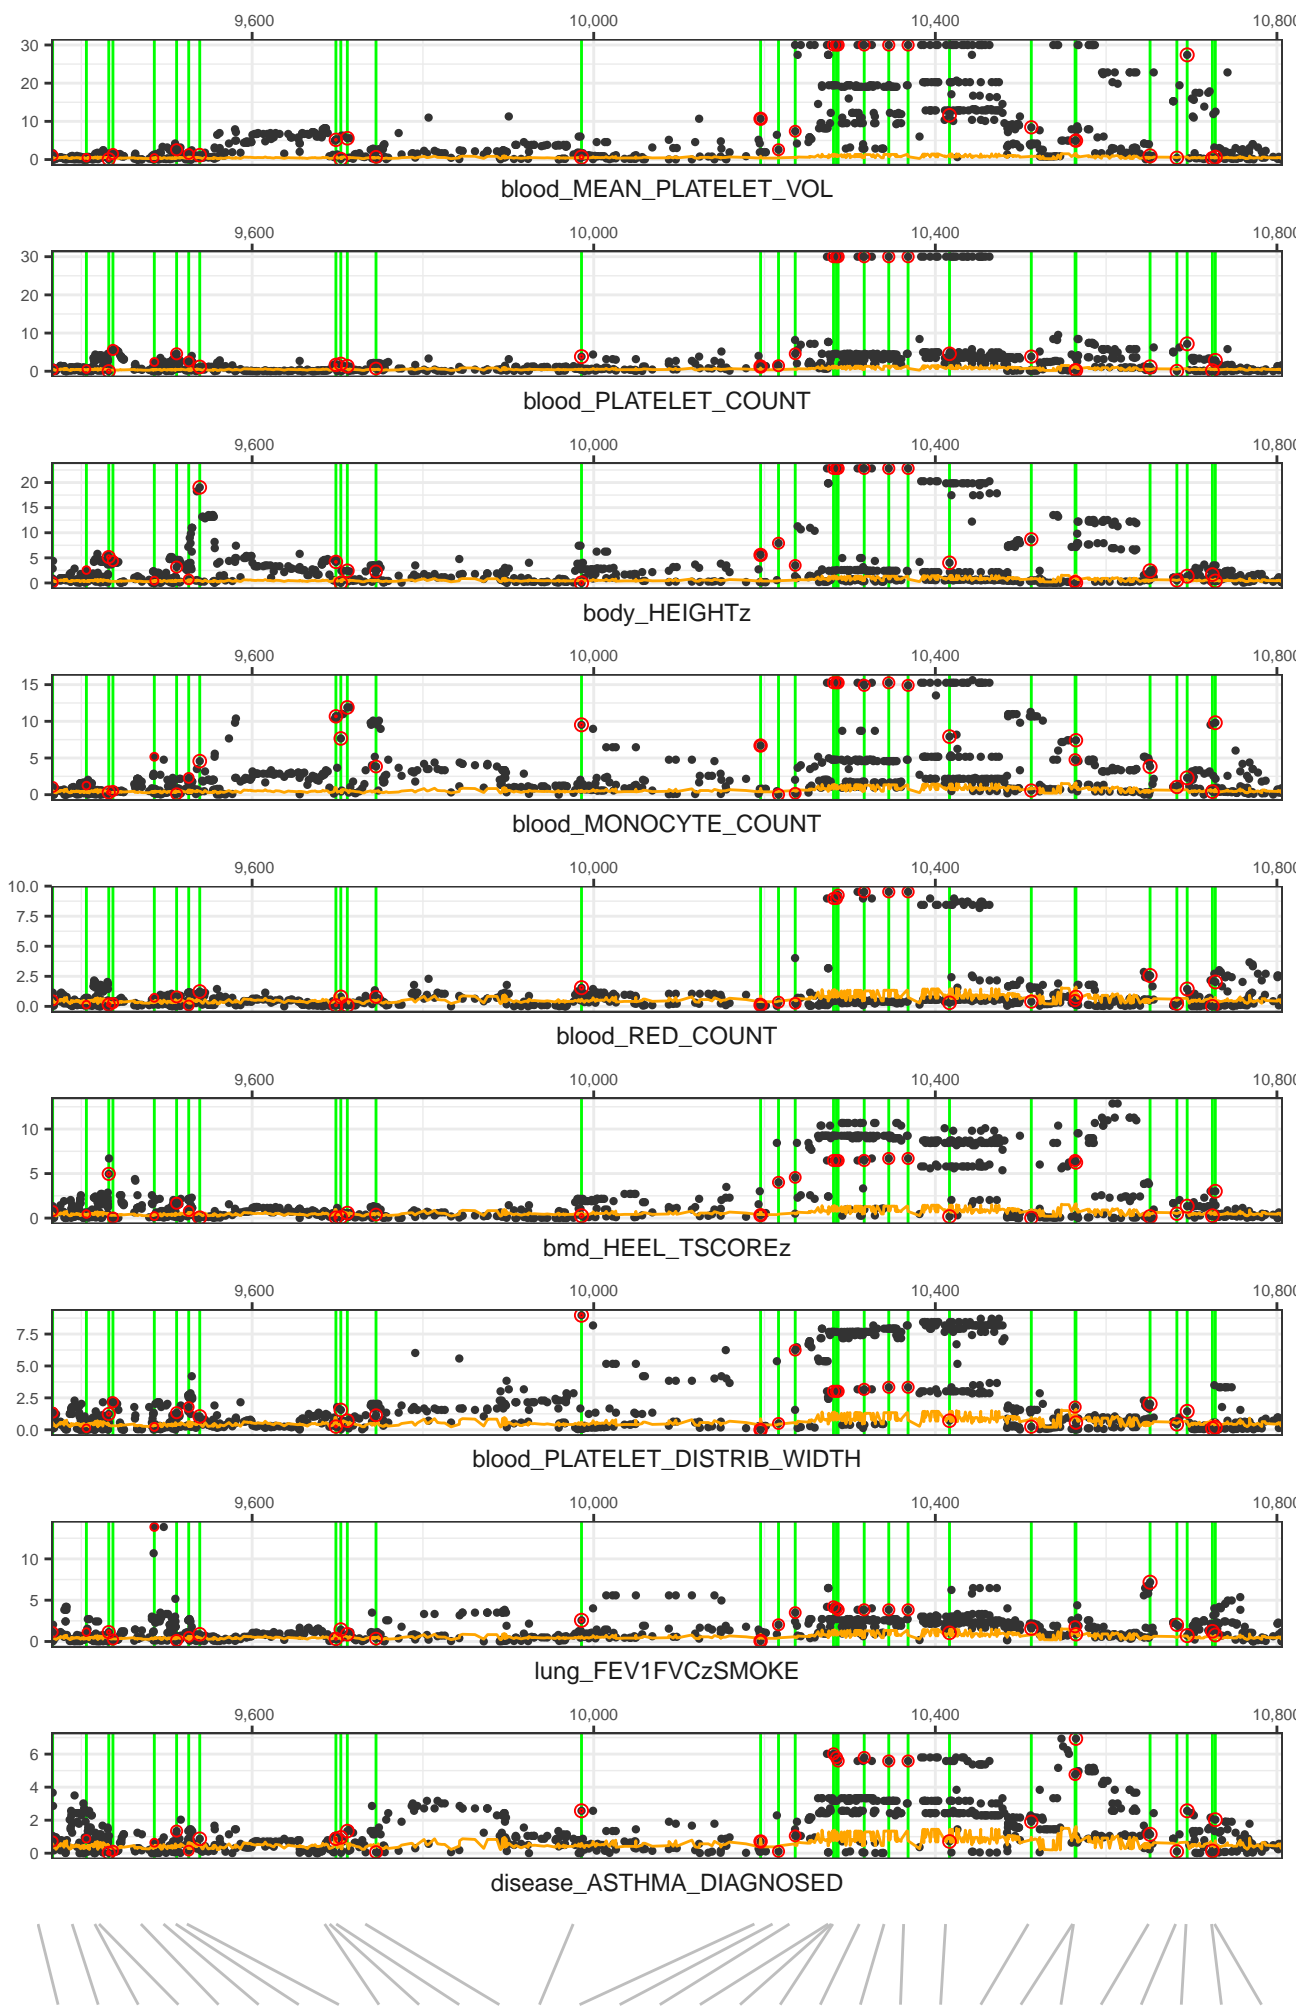 9,600 10,000 10,400 10,800
30
20
10
0
blood_MEAN_PLATELET_VOL
9,600 10,000 10,400 10,800
30
20
10
0
blood_PLATELET_COUNT
9,600 10,000 10,400 10,800
20
15
10
5
0
body_HEIGHTz
9,600 10,000 10,400 10,800
15
10
5
0
blood_MONOCYTE_COUNT
9,600 10,000 10,400 10,800
10.0
7.5
5.0
2.5
0.0
blood_RED_COUNT
9,600 10,000 10,400 10,800
10
5
0
bmd_HEEL_TSCOREz
9,600 10,000 10,400 10,800
7.5
5.0
2.5
0.0
blood_PLATELET_DISTRIB_WIDTH
9,600 10,000 10,400 10,800
10
5
0
lung_FEV1FVCzSMOKE
9,600 10,000 10,400 10,800
6
4
2
0
disease_ASTHMA_DIAGNOSED